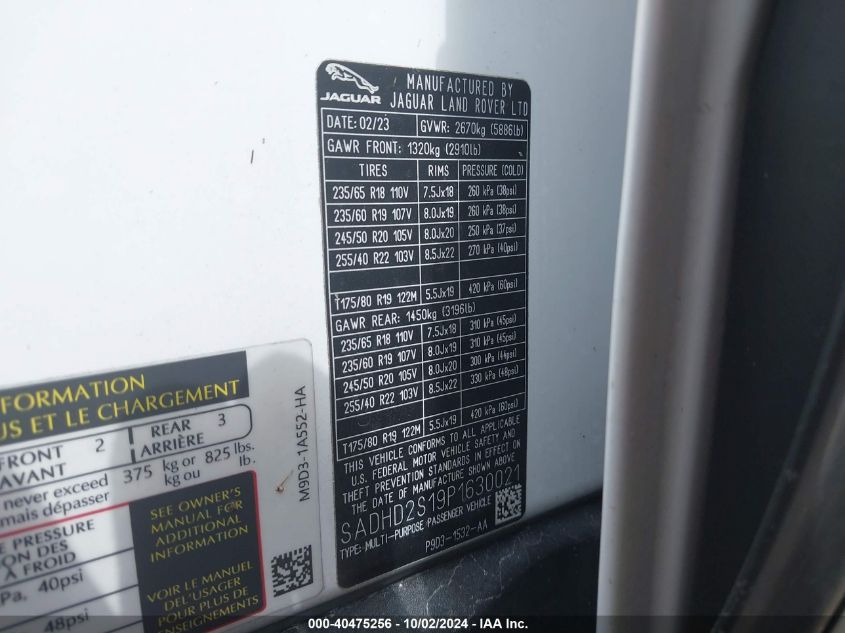 JAGUAR
MANUFACTURED BY
JAGUAR LAND ROVER LTD
DATE: 02/23 GVWR: 2670kg (5886lb)
GAWR FRONT: 1320kg (2910lb)
TIRES RIMS PRESSURE (COLD)
235/65 R18 110V 7.5Jx18 260 kPa (38psi)
235/60 R19 107V 8.0Jx19 260 kPa (38psi)
245/50 R20 105V 8.0Jx20 250 kPa (37psi)
255/40 R22 103V 8.5Jx22 270 kPa (40psi)
T175/80 R19 122M 5.5Jx19 420 kPa (60psi)
GAWR REAR: 1450kg (3196lb)
235/65 R18 110V 7.5Jx18 310 kPa (45psi)
235/60 R19 107V 8.0Jx19 310 kPa (45psi)
245/50 R20 105V 8.0Jx20 300 kPa (44psi)
255/40 R22 103V 8.5Jx22 330 kPa (48psi)
T175/80 R19 122M 5.5Jx19 420 kPa (60psi)
THIS VEHICLE CONFORMS TO ALL APPLICABLE
U.S. FEDERAL MOTOR VEHICLE SAFETY AND
THEFT PREVENTION STANDARDS IN EFFECT ON
THE DATE OF MANUFACTURE SHOWN ABOVE.
SADHD2S19P1630021
TYPE: MULTI-PURPOSE PASSENGER VEHICLE
P9D3-1532-AA
FORMATION
US ET LE CHARGEMENT
FRONT 2 REAR 3
AVANT ARRIÈRE
never exceed 375 kg or 825 lbs.
mais dépasser kg ou lb.
E PRESSURE
ON DES
À FROID
Pa, 40psi
48psi
SEE OWNER'S
MANUAL FOR
ADDITIONAL
INFORMATION
VOIR LE MANUEL
DE L'USAGER
POUR PLUS DE
RENSEIGNEMENTS
M9D3-1A552-HA
000-40475256 - 10/02/2024 - IAA Inc.